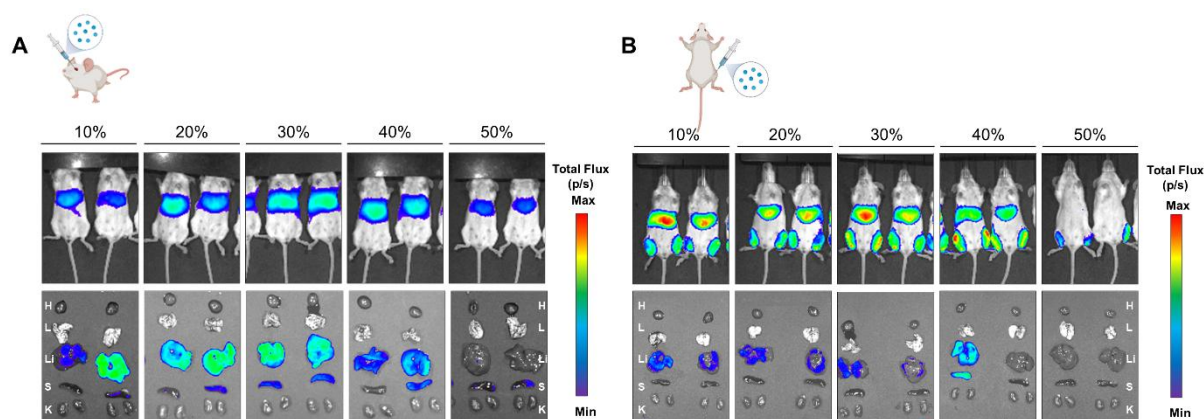 A
10% 20% 30% 40% 50%
Total Flux
(p/s)
Max
Min
H H
L L
Li Li
S S
K K
B
10% 20% 30% 40% 50%
Total Flux
(p/s)
Max
Min
H H
L L
Li Li
S S
K K